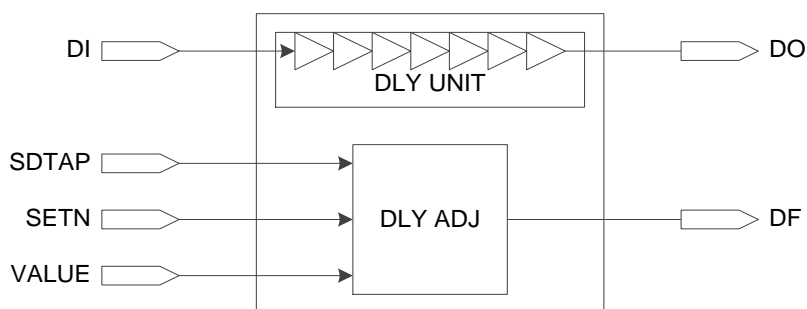 DI
DO
DLY UNIT
SDTAP
SETN
DLY ADJ
DF
VALUE